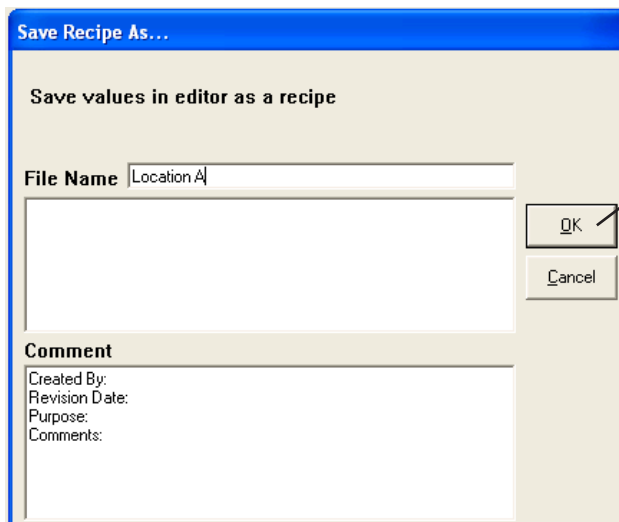 Save Recipe As...
Save values in editor as a recipe
File Name Location A
OK
Cancel
Comment
Created By:
Revision Date:
Purpose:
Comments: